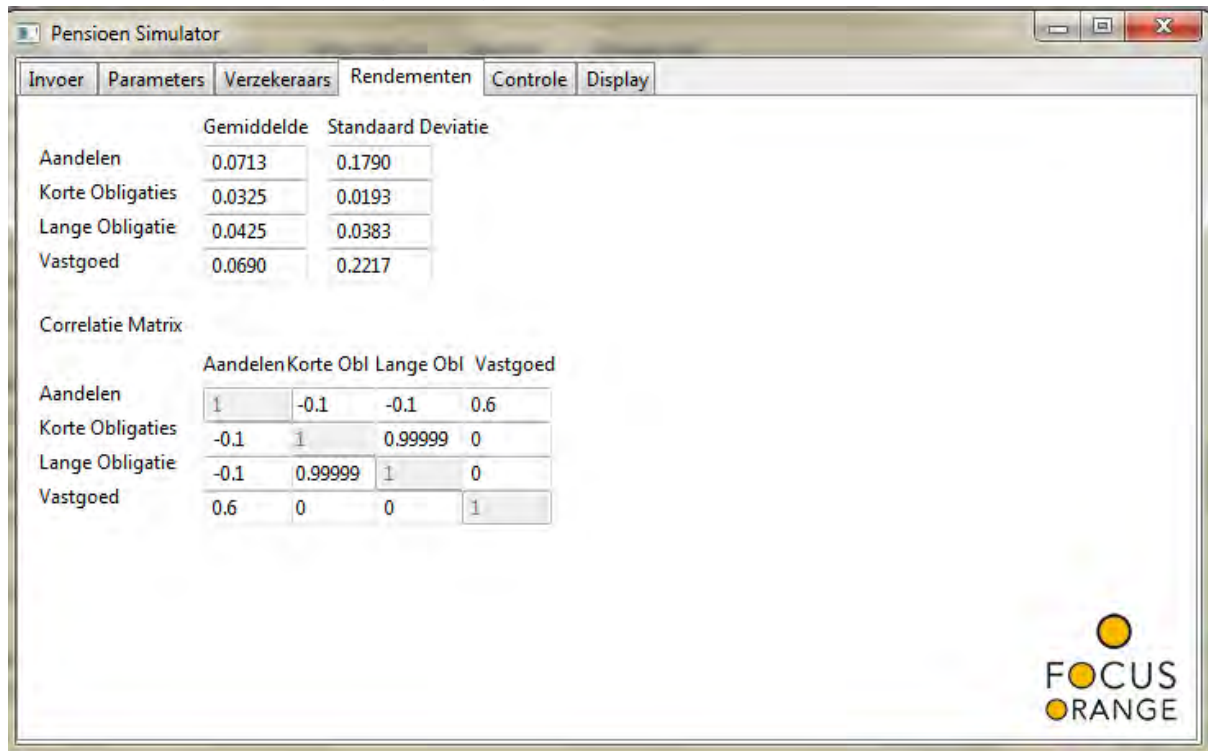 Pensioen Simulator
Invoer Parameters Verzekeraars Rendementen Controle Display
Gemiddelde Standaard Deviatie
Aandelen 0.0713 0.1790
Korte Obligaties 0.0325 0.0193
Lange Obligatie 0.0425 0.0383
Vastgoed 0.0690 0.2217
Correlatie Matrix
Aandelen Korte Obl Lange Obl Vastgoed
Aandelen 1 -0.1 -0.1 0.6
Korte Obligaties -0.1 1 0.99999 0
Lange Obligatie -0.1 0.99999 1 0
Vastgoed 0.6 0 0 1
FOCUS
ORANGE